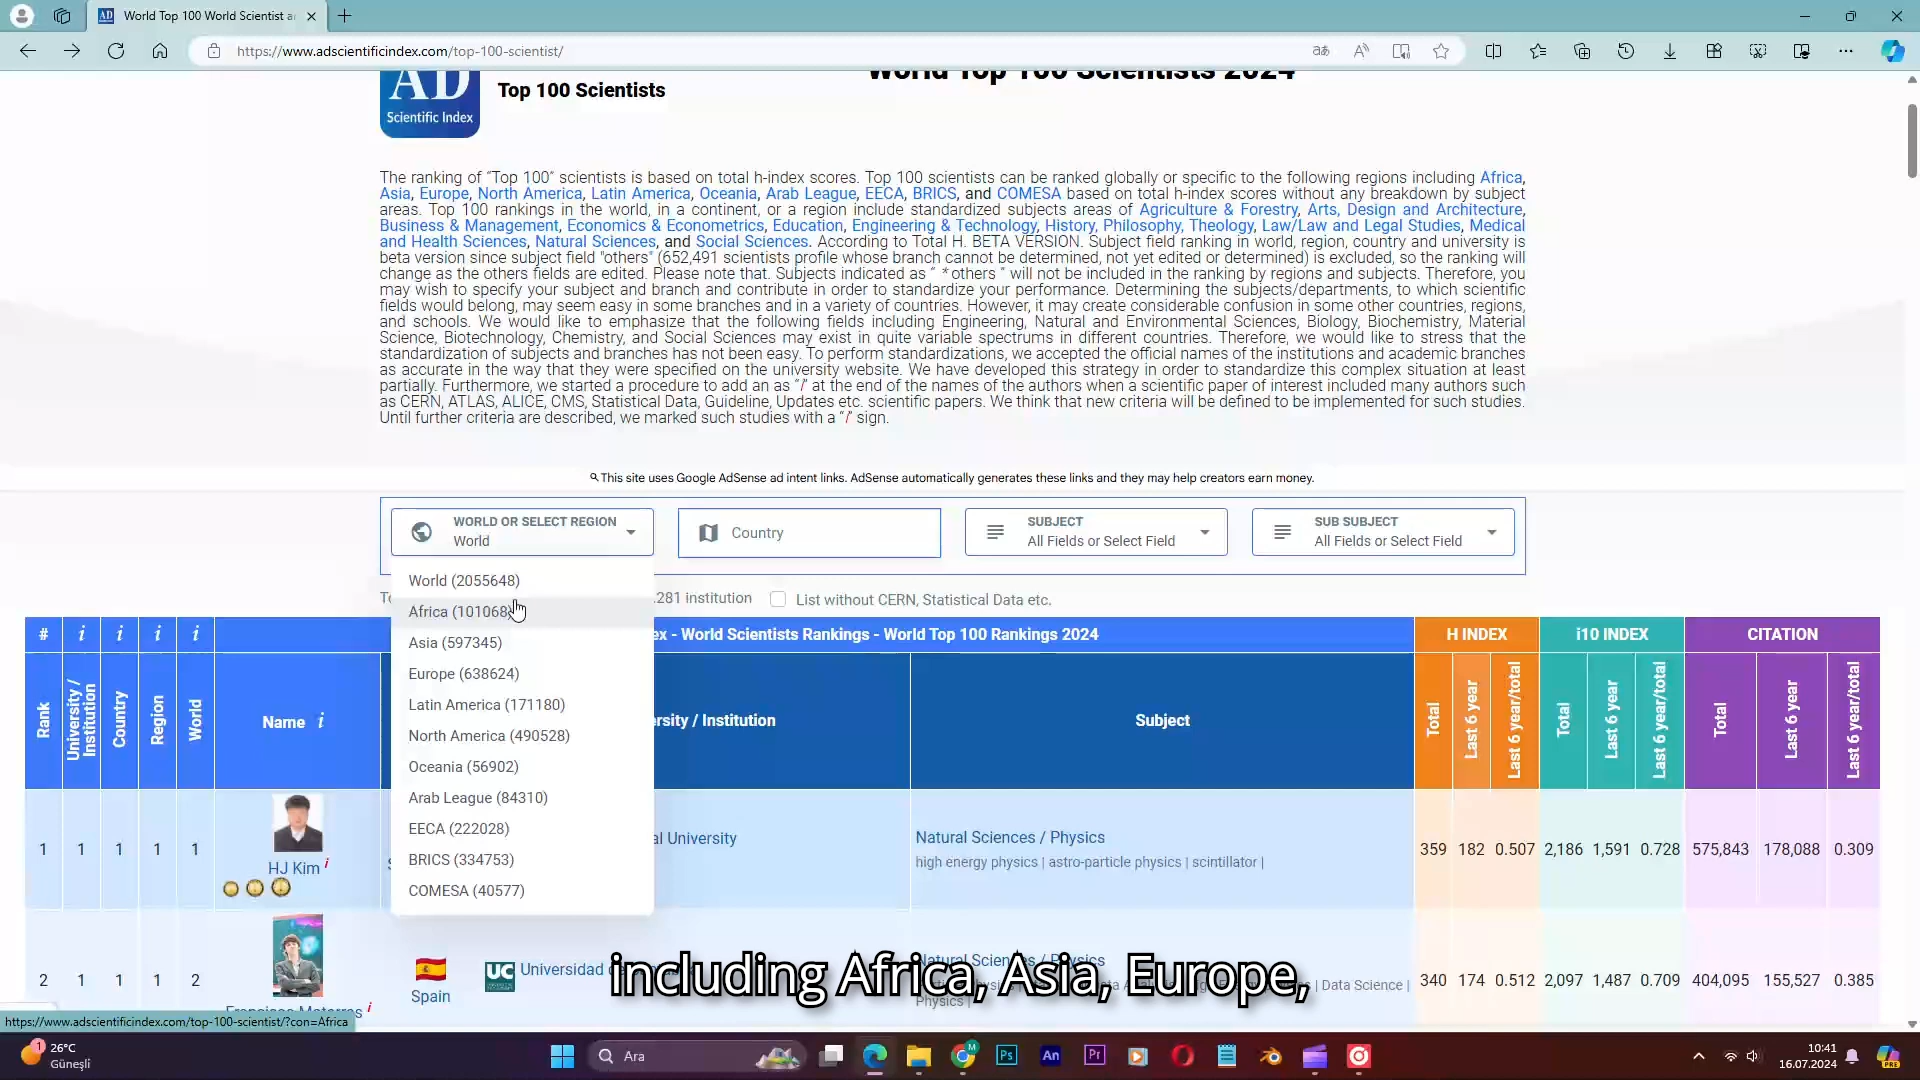 World Top 100 World Scientist a
https://www.adscientificindex.com/top-100-scientist/
AD
Scientific Index
Top 100 Scientists
World Top 100 Scientists 2024
The ranking of “Top 100” scientists is based on total h-index scores. Top 100 scientists can be ranked globally or specific to the following regions including Africa,
Asia, Europe, North America, Latin America, Oceania, Arab League, EECA, BRICS, and COMESA based on total h-index scores without any breakdown by subject
areas. Top 100 rankings in the world, in a continent, or a region include standardized subjects areas of Agriculture & Forestry, Arts, Design and Architecture,
Business & Management, Economics & Econometrics, Education, Engineering & Technology, History, Philosophy, Theology, Law/Law and Legal Studies, Medical
and Health Sciences, Natural Sciences, and Social Sciences. According to Total H. BETA VERSION. Subject field ranking in world, region, country and university is
beta version since subject field "others" (652,491 scientists profile whose branch cannot be determined, not yet edited or determined) is excluded, so the ranking will
change as the others fields are edited. Please note that. Subjects indicated as “ *others ” will not be included in the ranking by regions and subjects. Therefore, you
may wish to specify your subject and branch and contribute in order to standardize your performance. Determining the subjects/departments, to which scientific
fields would belong, may seem easy in some branches and in a variety of countries. However, it may create considerable confusion in some other countries, regions,
and schools. We would like to emphasize that the following fields including Engineering, Natural and Environmental Sciences, Biology, Biochemistry, Material
Science, Biotechnology, Chemistry, and Social Sciences may exist in quite variable spectrums in different countries. Therefore, we would like to stress that the
standardization of subjects and branches has not been easy. To perform standardizations, we accepted the official names of the institutions and academic branches
as accurate in the way that they were specified on the university website. We have developed this strategy in order to standardize this complex situation at least
partially. Furthermore, we started a procedure to add an as “i” at the end of the names of the authors when a scientific paper of interest included many authors such
as CERN, ATLAS, ALICE, CMS, Statistical Data, Guideline, Updates etc. scientific papers. We think that new criteria will be defined to be implemented for such studies.
Until further criteria are described, we marked such studies with a “i” sign.
This site uses Google AdSense ad intent links. AdSense automatically generates these links and they may help creators earn money.
WORLD OR SELECT REGION
World
Country
SUBJECT
All Fields or Select Field
SUB SUBJECT
All Fields or Select Field
World (2055648)
Africa (101068)
Asia (597345)
Europe (638624)
Latin America (171180)
North America (490528)
Oceania (56902)
Arab League (84310)
EECA (222028)
BRICS (334753)
COMESA (40577)
.281 institution
List without CERN, Statistical Data etc.
# i i i i
ex - World Scientists Rankings - World Top 100 Rankings 2024
H INDEX
i10 INDEX
CITATION
Rank
University / Institution
Country
Region
World
Name i
ersity / Institution
Subject
Total
Last 6 year
Last 6 year/total
Total
Last 6 year
Last 6 year/total
Total
Last 6 year
Last 6 year/total
1 1 1 1 1
HJ Kim i
al University
Natural Sciences / Physics
high energy physics | astro-particle physics | scintillator |
359 182 0.507 2,186 1,591 0.728 575,843 178,088 0.309
2 1 1 1 2
Spain
UC
Universidad de
Natural Sciences / Physics
| Data Science |
Physics |
340 174 0.512 2,097 1,487 0.709 404,095 155,527 0.385
including Africa, Asia, Europe,
https://www.adscientificindex.com/top-100-scientist/?con=Africa
1
26°C
Güneşli
Ara
M
Ps
An
Pr
10:41
16.07.2024
PRE